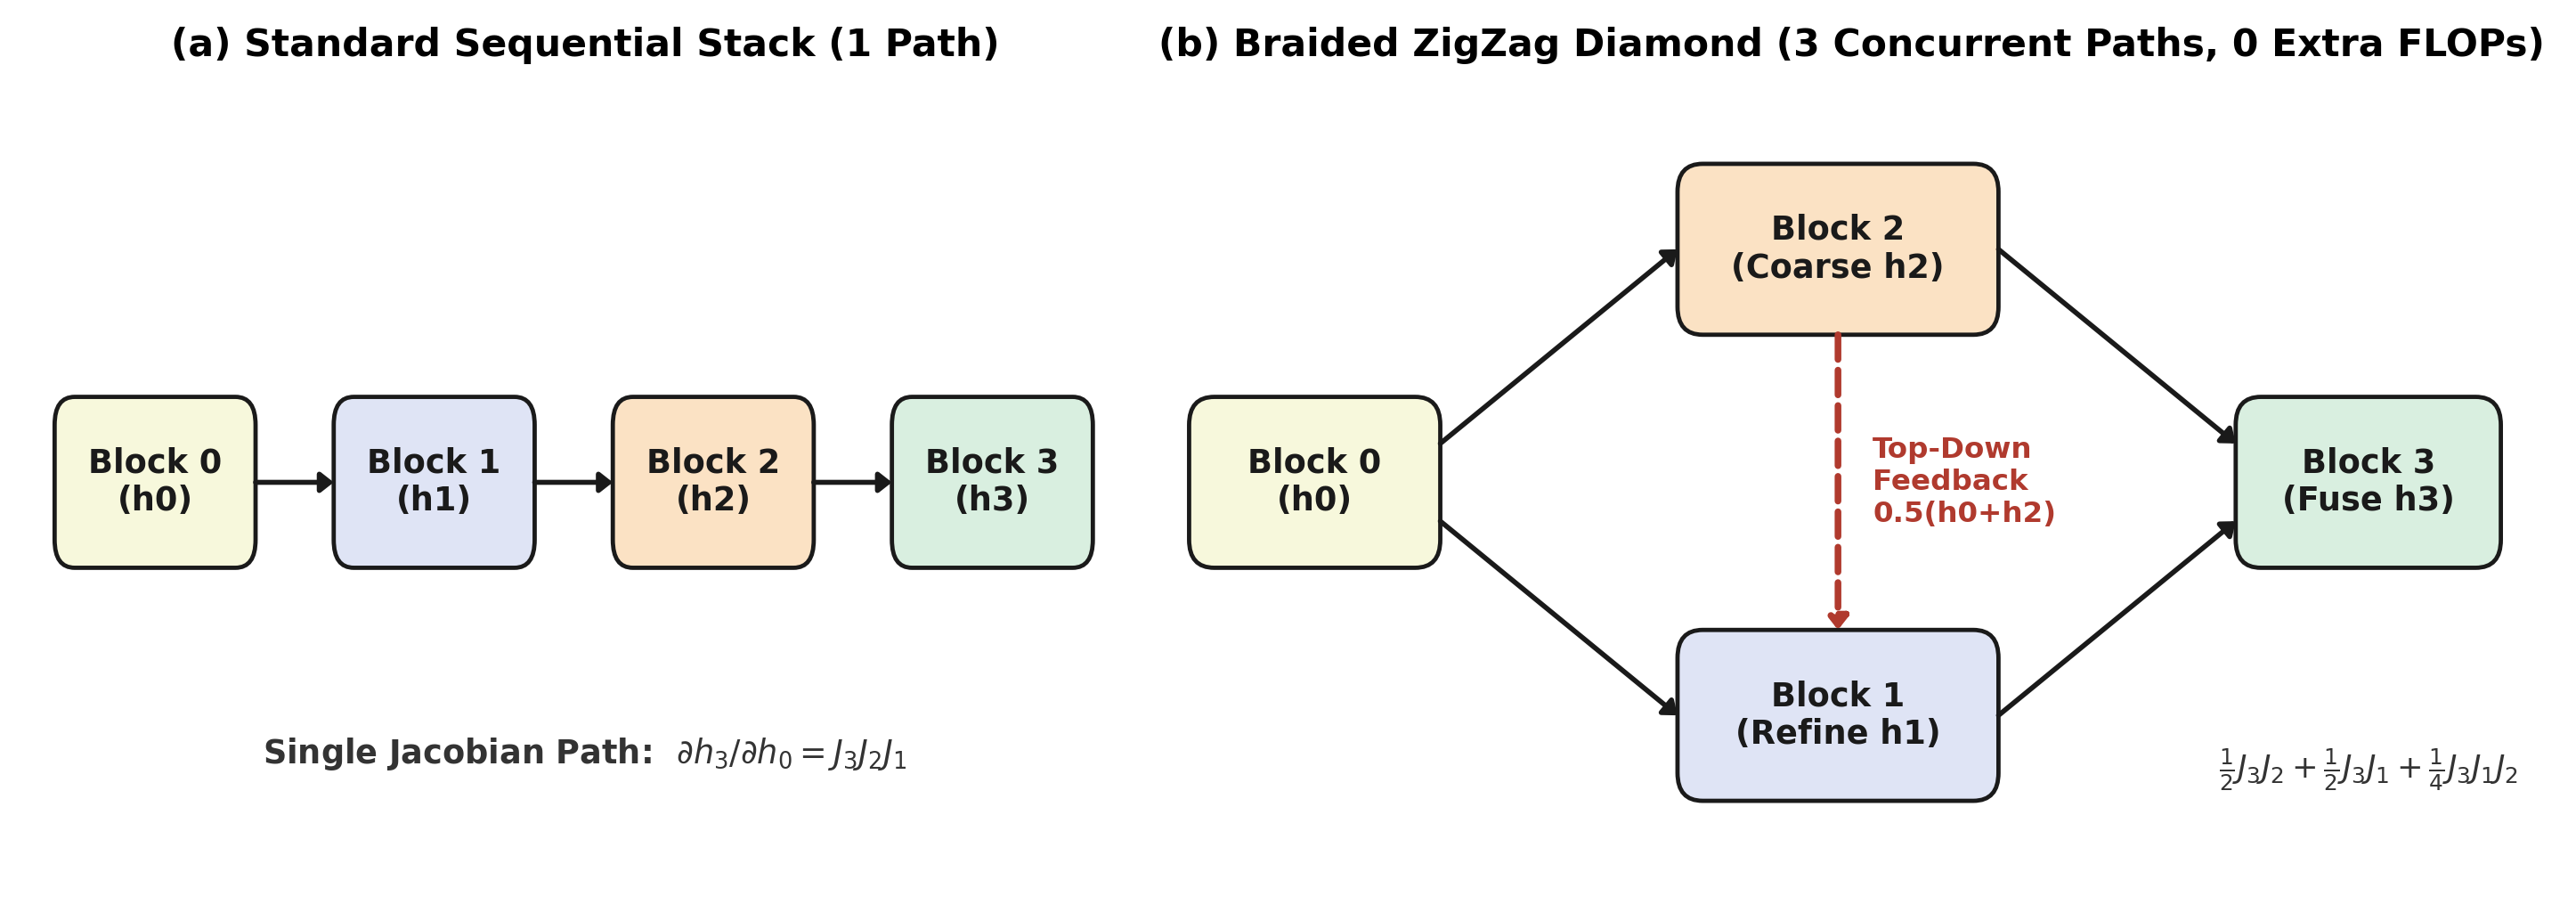 (a) Standard Sequential Stack (1 Path)
Block 0
(h0)
Block 1
(h1)
Block 2
(h2)
Block 3
(h3)
Single Jacobian Path: ∂h₃/∂h₀ = J₃J₂J₁
(b) Braided ZigZag Diamond (3 Concurrent Paths, 0 Extra FLOPs)
Block 2
(Coarse h2)
Block 0
(h0)
Top-Down
Feedback
0.5(h0+h2)
Block 3
(Fuse h3)
Block 1
(Refine h1)
½J₃J₂ + ½J₃J₁ + ¼J₃J₁J₂